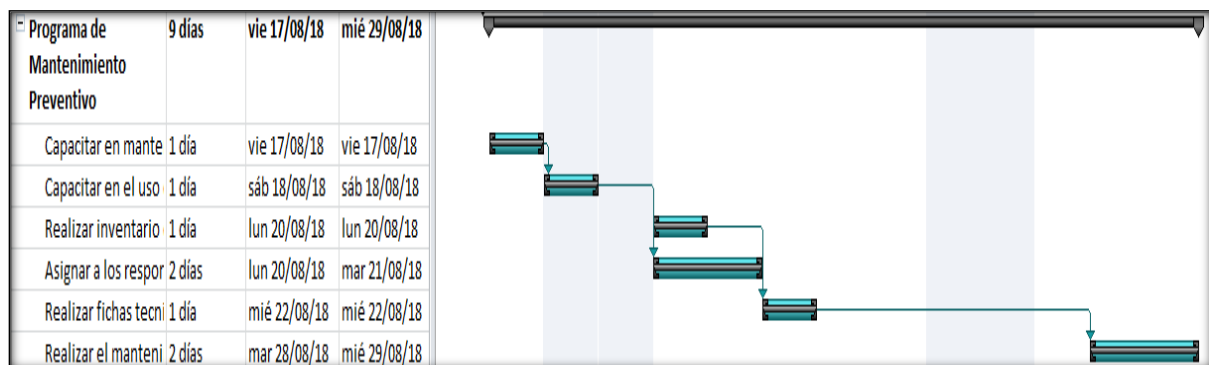 Programa de 9 días vie 17/08/18 mié 29/08/18
Mantenimiento
Preventivo
Capacitar en mante 1 día vie 17/08/18 vie 17/08/18
Capacitar en el uso 1 día sáb 18/08/18 sáb 18/08/18
Realizar inventario 1 día lun 20/08/18 lun 20/08/18
Asignar a los respor 2 días lun 20/08/18 mar 21/08/18
Realizar fichas tecni 1 día mié 22/08/18 mié 22/08/18
Realizar el manteni 2 días mar 28/08/18 mié 29/08/18